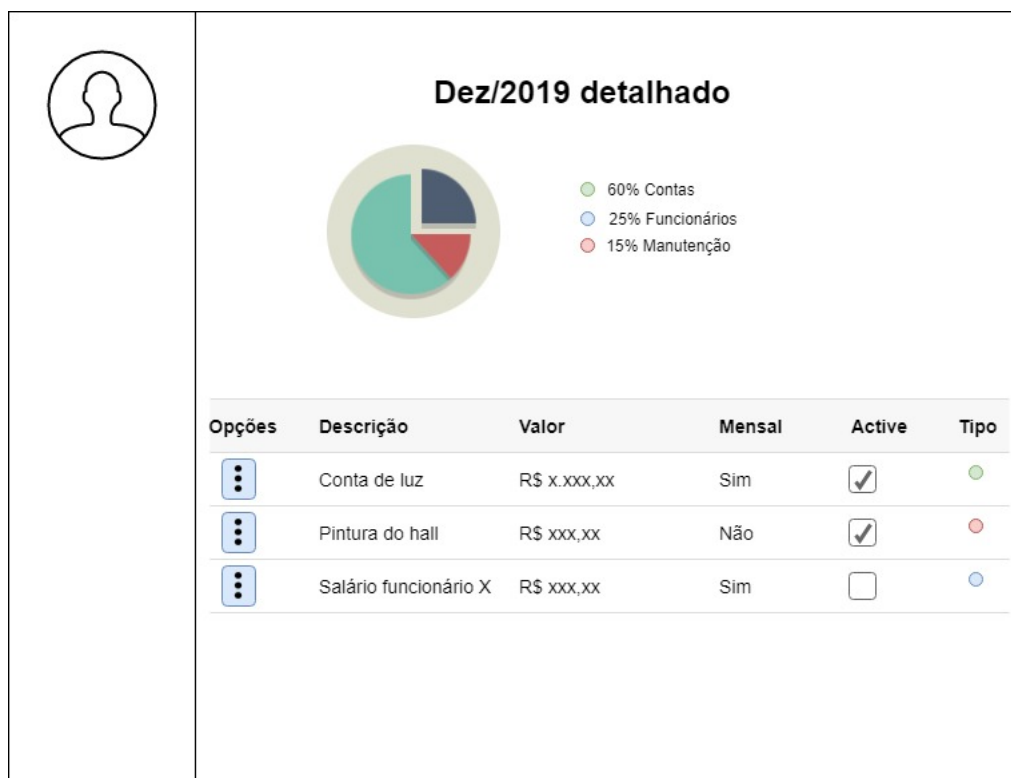 Dez/2019 detalhado
60% Contas
25% Funcionários
15% Manutenção
Opções Descrição Valor Mensal Active Tipo
Conta de luz R$ x.xxx,xx Sim
Pintura do hall R$ xxx,xx Não
Salário funcionário X R$ xxx,xx Sim